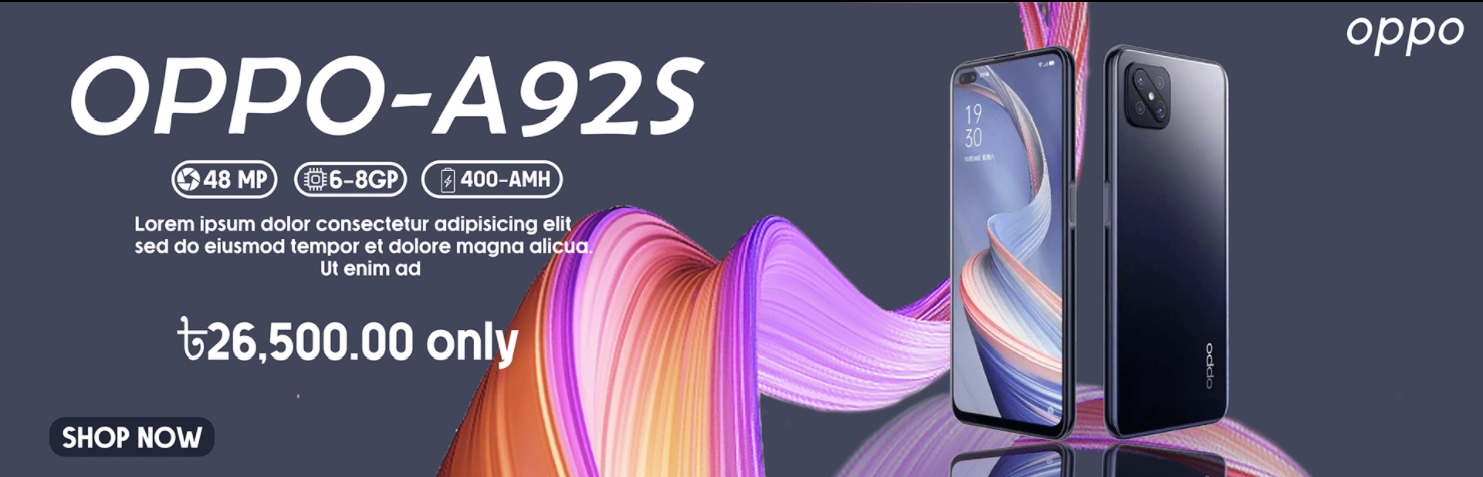 oppo
OPPO-A92S
48 MP 6-8GP 400-AMH
Lorem ipsum dolor consectetur adipisicing elit
sed do eiusmod tempor et dolore magna alicua.
Ut enim ad
৳26,500.00 only
SHOP NOW
19
30
oppo